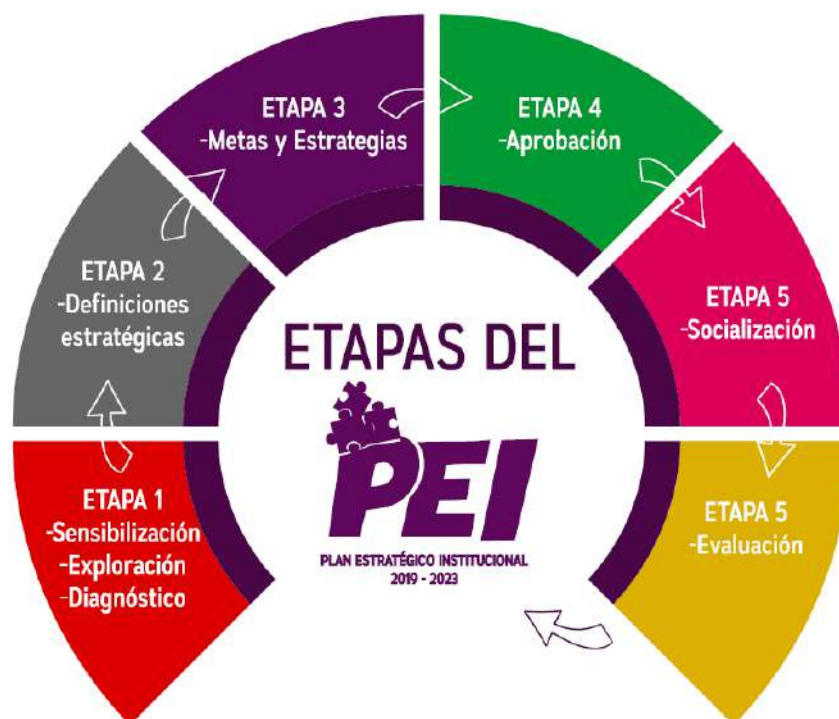 ETAPA 1
-Sensibilización
-Exploración
-Diagnóstico
ETAPA 2
-Definiciones
estratégicas
ETAPA 3
-Metas y Estrategias
ETAPA 4
-Aprobación
ETAPA 5
-Socialización
ETAPA 5
-Evaluación
ETAPAS DEL
PEI
PLAN ESTRATÉGICO INSTITUCIONAL
2019 - 2023